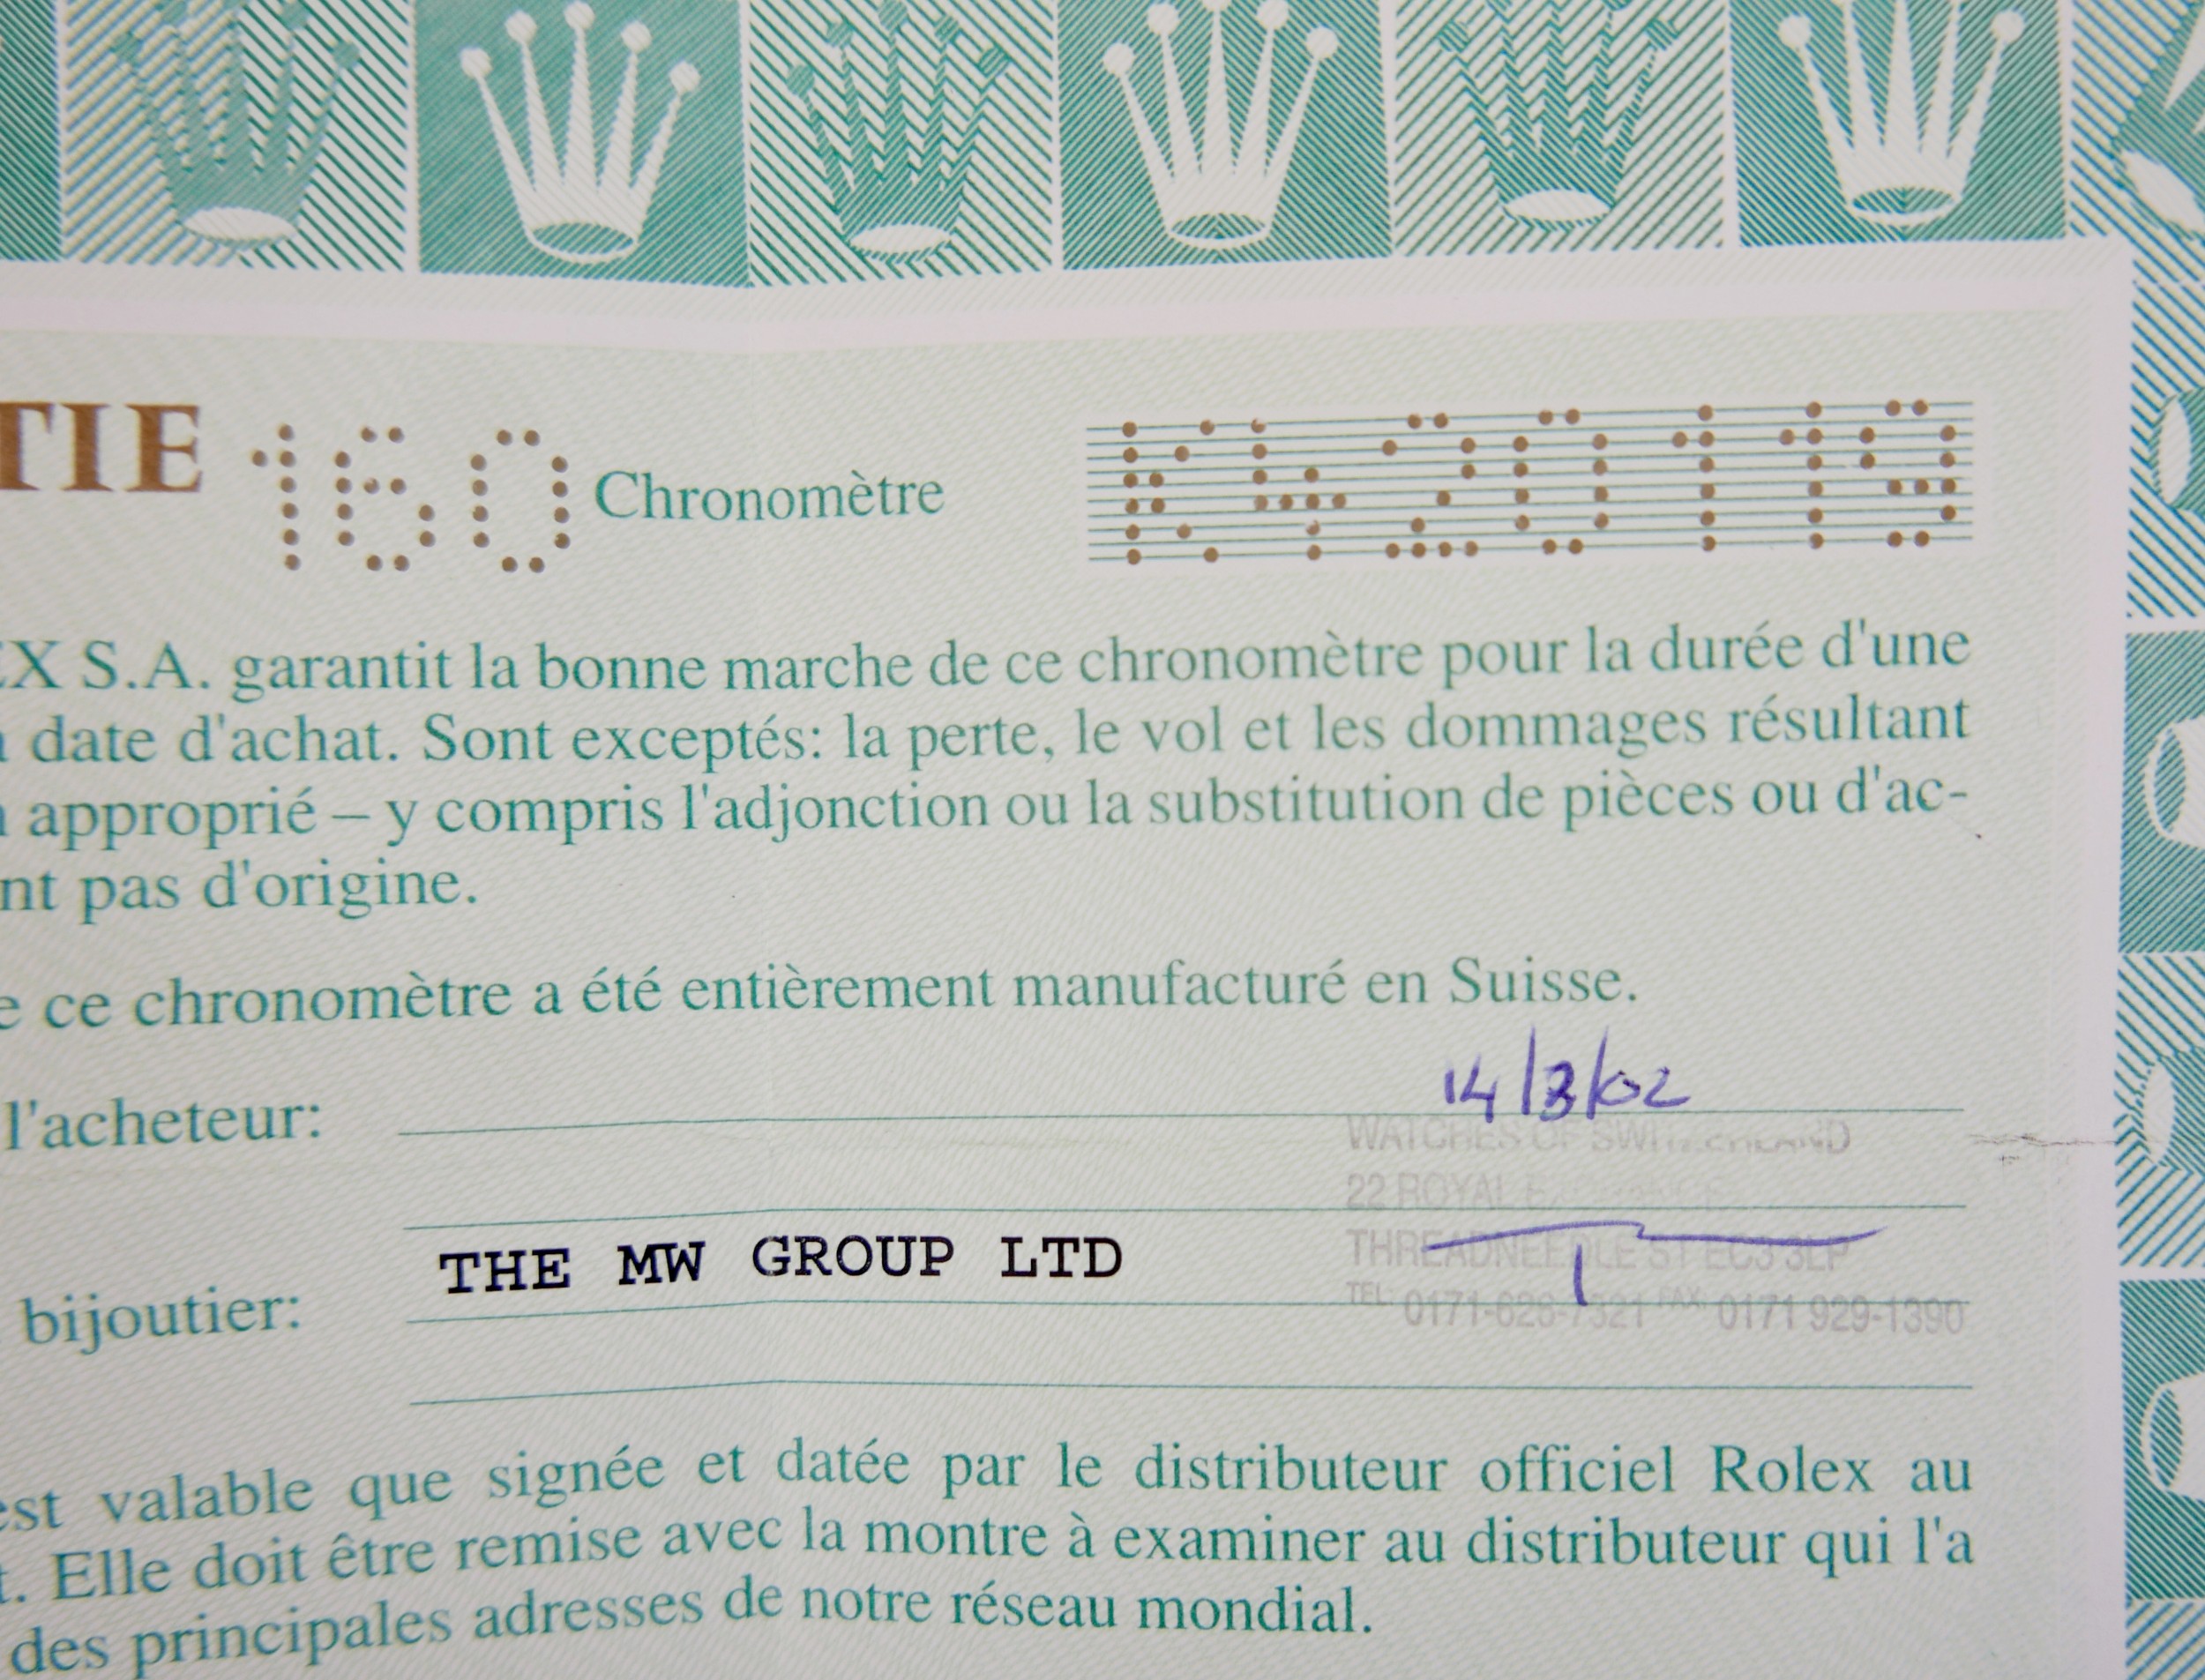 TIE 160 Chronomètre K420119
EX S.A. garantit la bonne marche de ce chronomètre pour la durée d'une
date d'achat. Sont exceptés: la perte, le vol et les dommages résultant
approprié – y compris l'adjonction ou la substitution de pièces ou d'ac-
nt pas d'origine.
e ce chronomètre a été entièrement manufacturé en Suisse.
14/3/02
l'acheteur:
WATCHES OF SWITZERLAND
22 ROYAL
THREADNEEDLE ST EC3 3LP
THE MW GROUP LTD
bijoutier:
TEL: 0171-626-7321 FAX: 0171 929-1390
est valable que signée et datée par le distributeur officiel Rolex au
t. Elle doit être remise avec la montre à examiner au distributeur qui l'a
des principales adresses de notre réseau mondial.